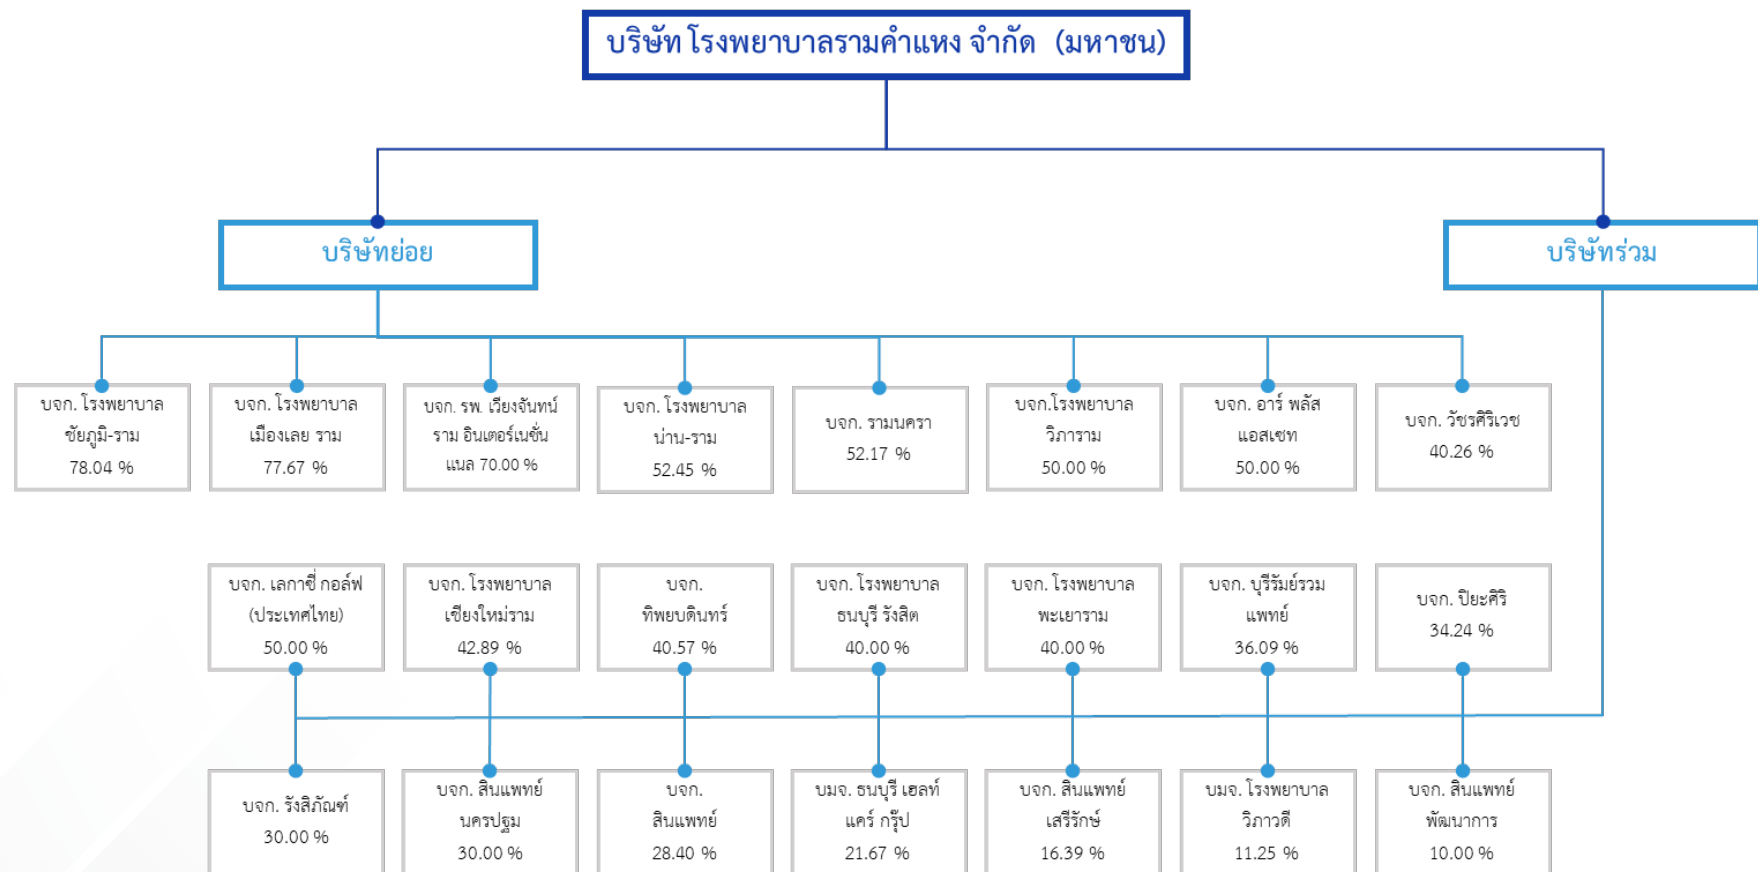 บริษัท โรงพยาบาลรามคำแหง จำกัด (มหาชน)
บริษัทย่อย
บริษัทร่วม
บจก. โรงพยาบาล
ชัยภูมิ-ราม
78.04 %
บจก. โรงพยาบาล
เมืองเลย ราม
77.67 %
บจก. รพ. เวียงจันทน์
ราม อินเตอร์เนชั่น
แนล 70.00 %
บจก. โรงพยาบาล
น่าน-ราม
52.45 %
บจก. รามนครา
52.17 %
บจก.โรงพยาบาล
วิภาราม
50.00 %
บจก. อาร์ พลัส
แอสเซท
50.00 %
บจก. วัชรศิริเวช
40.26 %
บจก. เลกาซี่ กอล์ฟ
(ประเทศไทย)
50.00 %
บจก. โรงพยาบาล
เชียงใหม่ราม
42.89 %
บจก.
ทิพยบดินทร์
40.57 %
บจก. โรงพยาบาล
ธนบุรี รังสิต
40.00 %
บจก. โรงพยาบาล
พะเยาราม
40.00 %
บจก. บุรีรัมย์รวม
แพทย์
36.09 %
บจก. ปิยะศิริ
34.24 %
บจก. รังสิภัณฑ์
30.00 %
บจก. สินแพทย์
นครปฐม
30.00 %
บจก.
สินแพทย์
28.40 %
บมจ. ธนบุรี เฮลท์
แคร์ กรุ๊ป
21.67 %
บจก. สินแพทย์
เสรีรักษ์
16.39 %
บมจ. โรงพยาบาล
วิภาวดี
11.25 %
บจก. สินแพทย์
พัฒนาการ
10.00 %